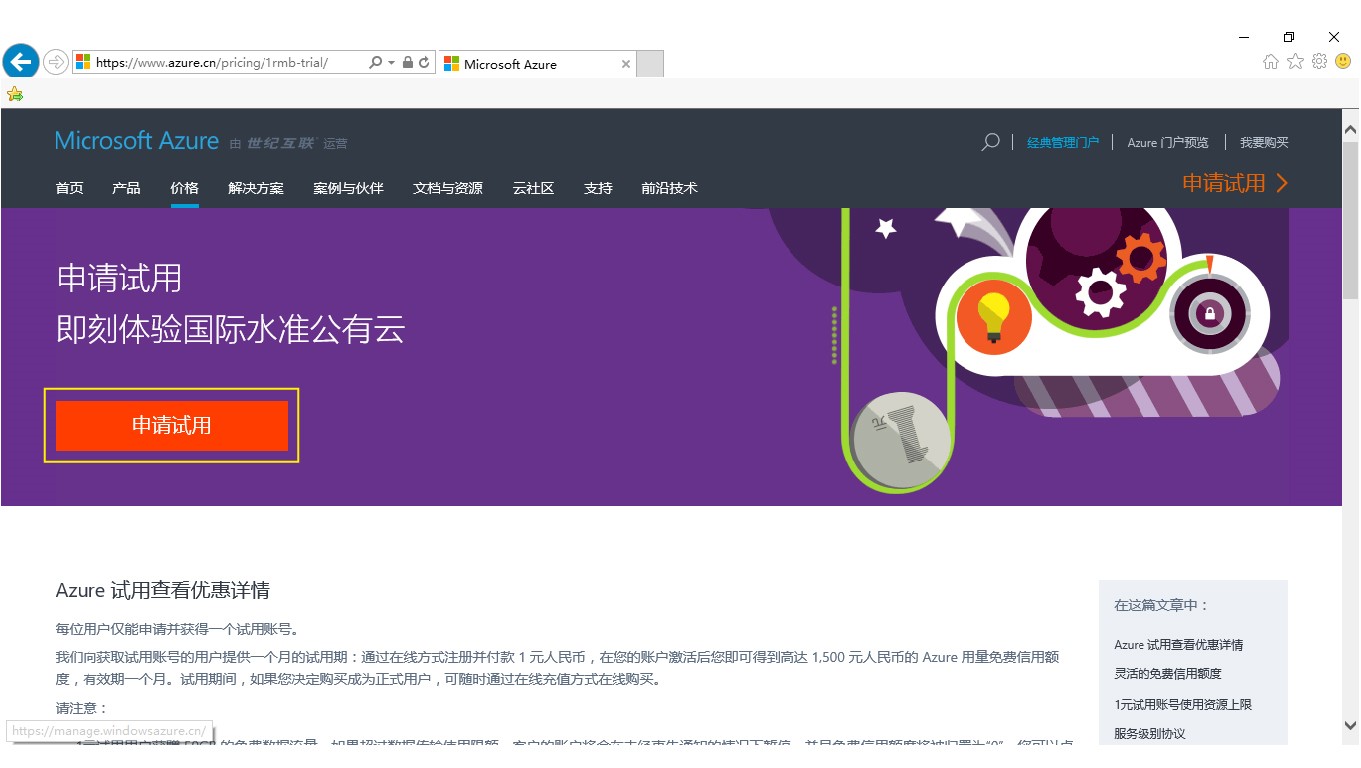 https://www.azure.cn/pricing/1rmb-trial/
Microsoft Azure
Microsoft Azure 由 世纪互联 运营
经典管理门户
Azure 门户预览
我要购买
首页 产品 价格 解决方案 案例与伙伴 文档与资源 云社区 支持 前沿技术
申请试用
申请试用
即刻体验国际水准公有云
申请试用
元
1
Azure 试用查看优惠详情
每位用户仅能申请并获得一个试用账号。
我们向获取试用账号的用户提供一个月的试用期：通过在线方式注册并付款 1 元人民币，在您的账户激活后您即可得到高达 1,500 元人民币的 Azure 用量免费信用额
度，有效期一个月。试用期间，如果您决定购买成为正式用户，可随时通过在线充值方式在线购买。
请注意：
https://manage.windowsazure.cn/
在这篇文章中：
Azure 试用查看优惠详情
灵活的免费信用额度
1元试用账号使用资源上限
服务级别协议